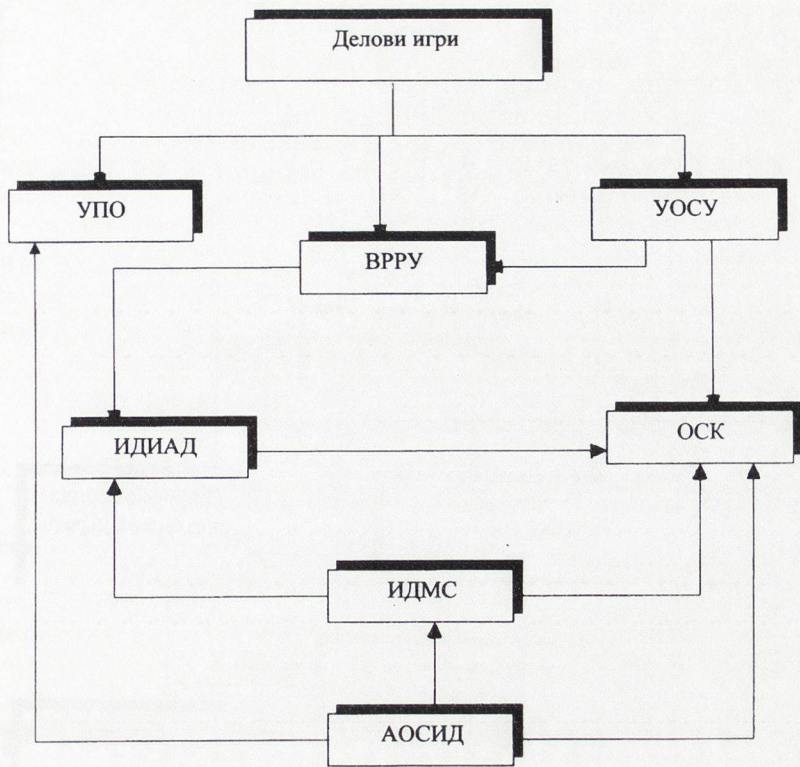 Делови игри
УПО
УОСУ
ВРРУ
ИДИАД
ОСК
ИДМС
АОСИД